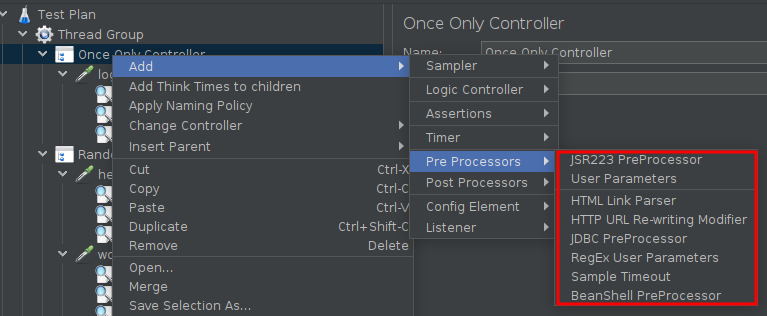 Test Plan
Thread Group
Once Only Controller
Once Only Controller
Name:
Once Only Controller
Add
Add Think Times to children
Apply Naming Policy
Change Controller
Insert Parent
Cut Ctrl-X
Copy Ctrl-C
Paste Ctrl-V
Duplicate Ctrl+Shift-C
Remove Delete
Open...
Merge
Save Selection As...
Sampler
Logic Controller
Assertions
Timer
Pre Processors
Post Processors
Config Element
Listener
JSR223 PreProcessor
User Parameters
HTML Link Parser
HTTP URL Re-writing Modifier
JDBC PreProcessor
RegEx User Parameters
Sample Timeout
BeanShell PreProcessor